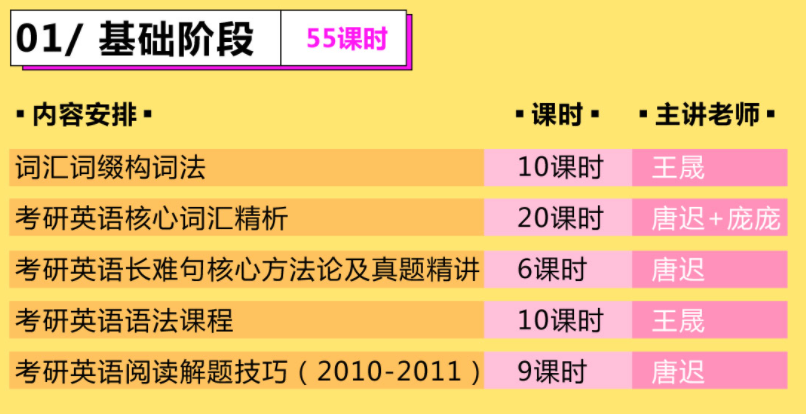 01/ 基础阶段 55课时
▪内容安排▪ ▪课时▪ ▪主讲老师▪
词汇词缀构词法 10课时 王晟
考研英语核心词汇精析 20课时 唐迟+庞庞
考研英语长难句核心方法论及真题精讲 6课时 唐迟
考研英语语法课程 10课时 王晟
考研英语阅读解题技巧（2010-2011） 9课时 唐迟